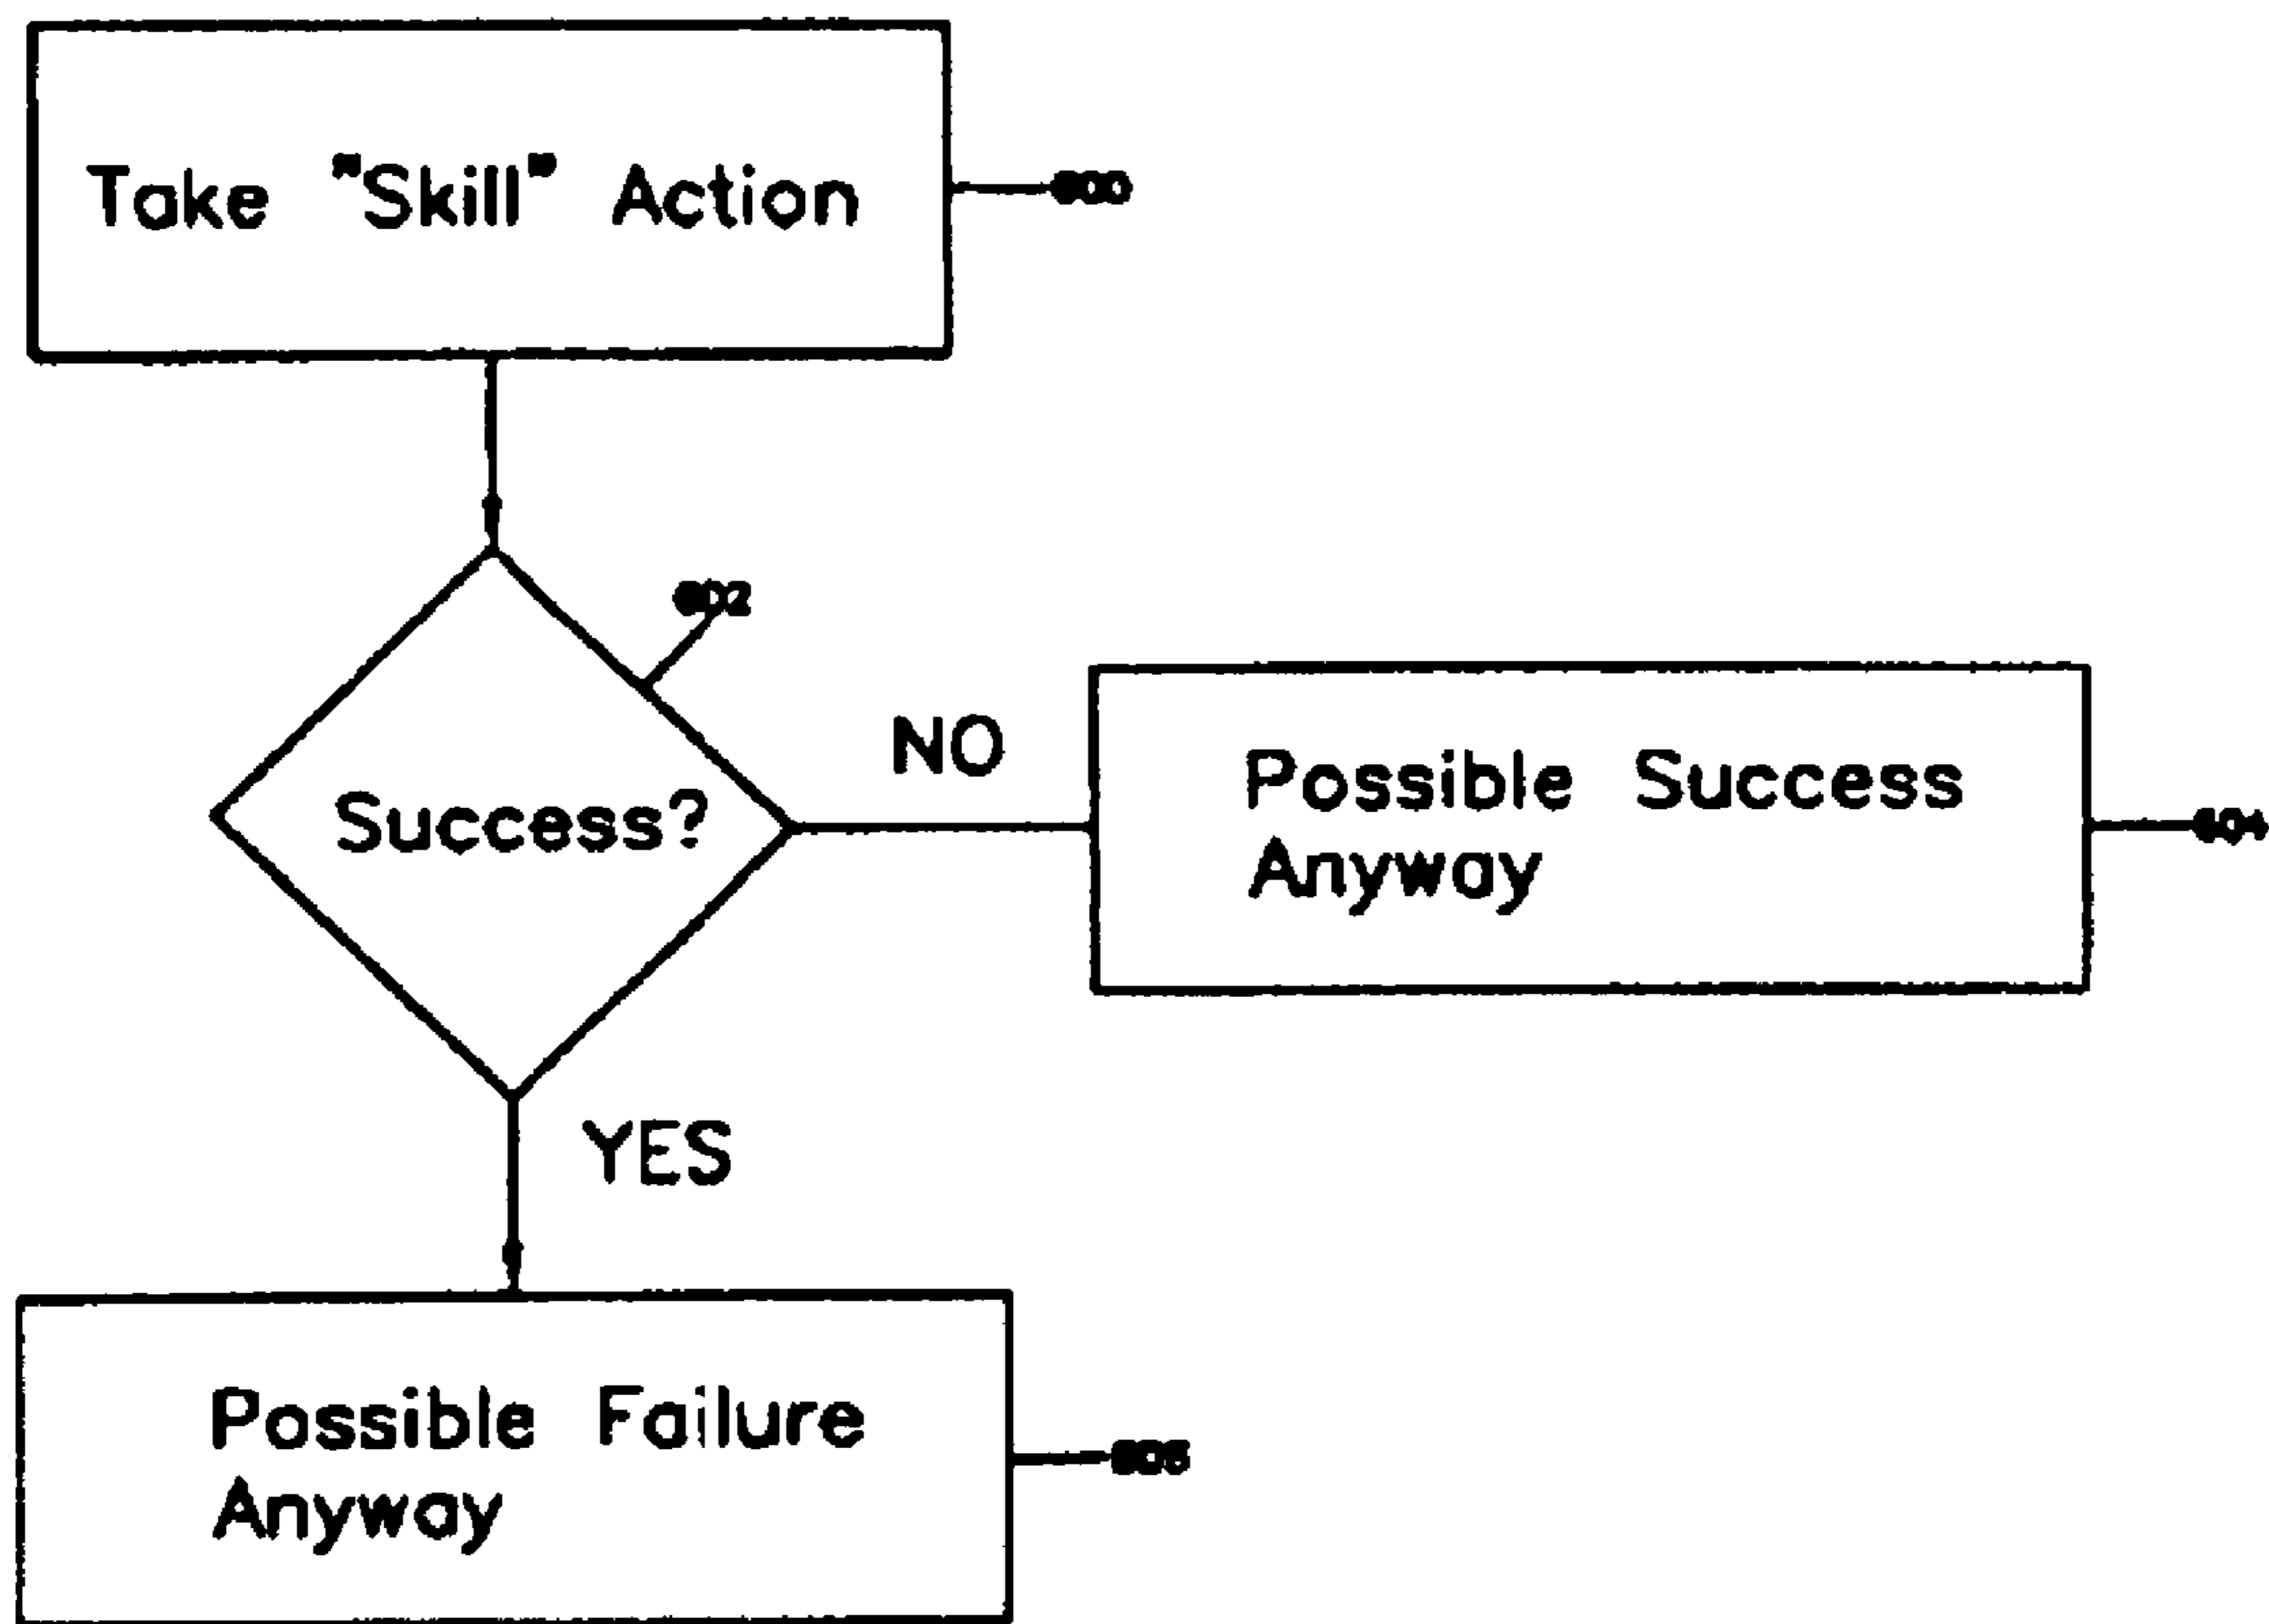 Take "Skill" Action
Success?
NO
Possible Success
Anyway
YES
Possible Failure
Anyway